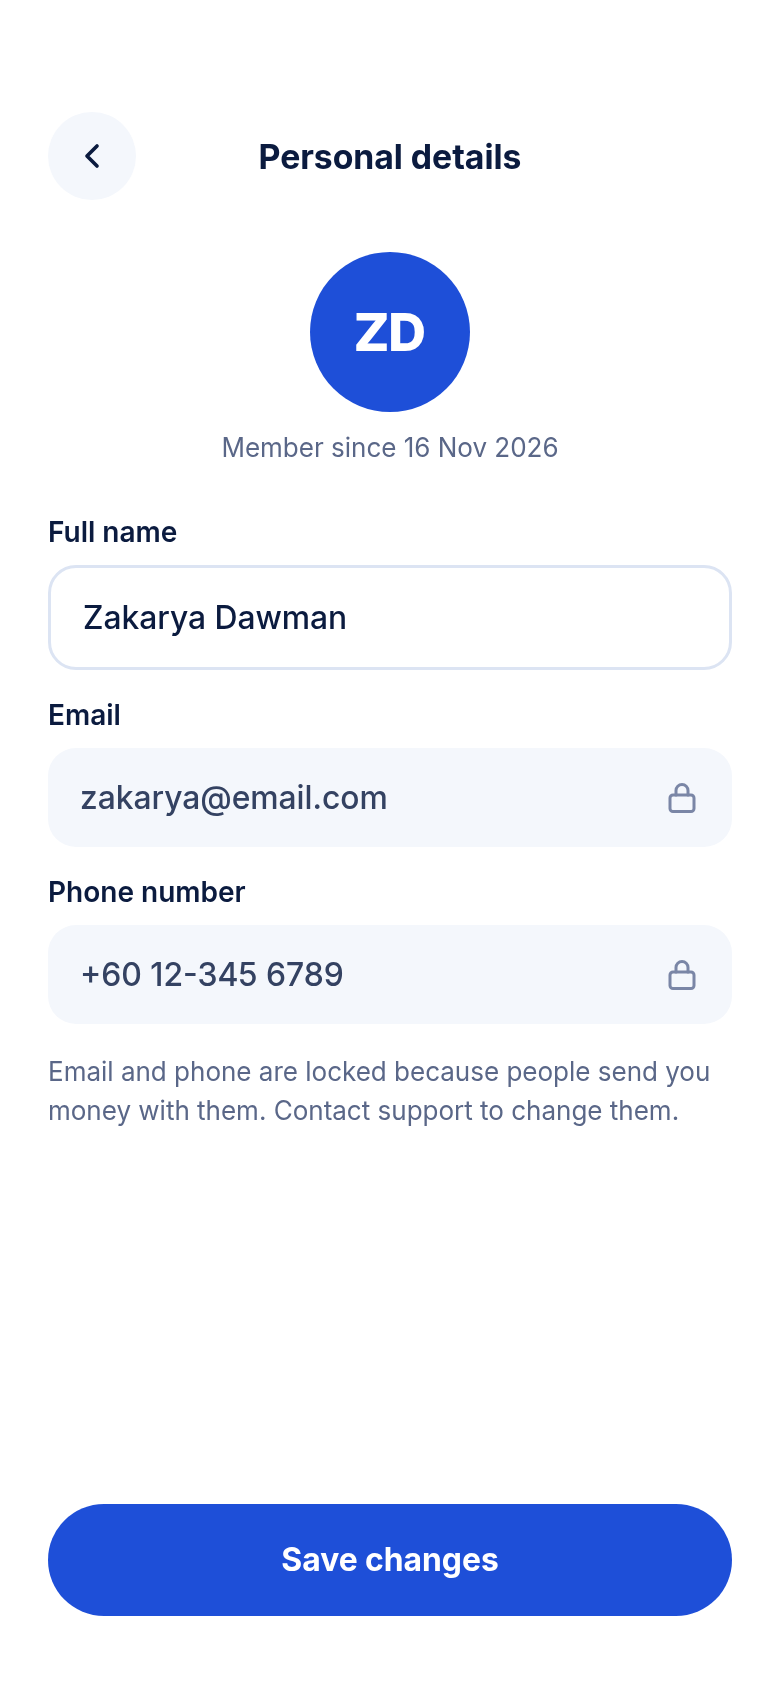 Personal details
ZD
Member since 16 Nov 2026
Full name
Zakarya Dawman
Email
zakarya@email.com
Phone number
+60 12-345 6789
Email and phone are locked because people send you
money with them. Contact support to change them.
Save changes